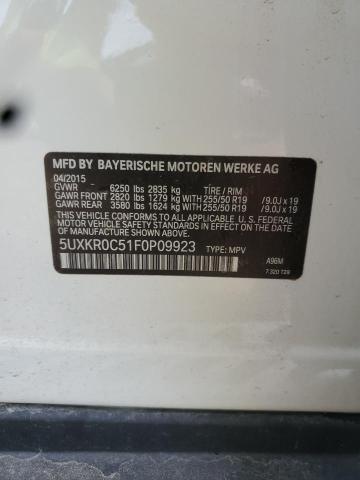 MFD BY BAYERISCHE MOTOREN WERKE AG
04/2015
GVWR 6250 lbs 2835 kg TIRE / RIM
GAWR FRONT 2820 lbs 1279 kg WITH 255/50 R19 /9.0J x 19
GAWR REAR 3580 lbs 1624 kg WITH 255/50 R19 /9.0J x 19
THIS VEHICLE CONFORMS TO ALL APPLICABLE U. S. FEDERAL
MOTOR VEHICLE SAFETY STANDARDS IN EFFECT ON THE DATE OF
MANUFACTURE SHOWN ABOVE.
5UXKR0C51F0P09923 TYPE: MPV
A96M
7 320 729